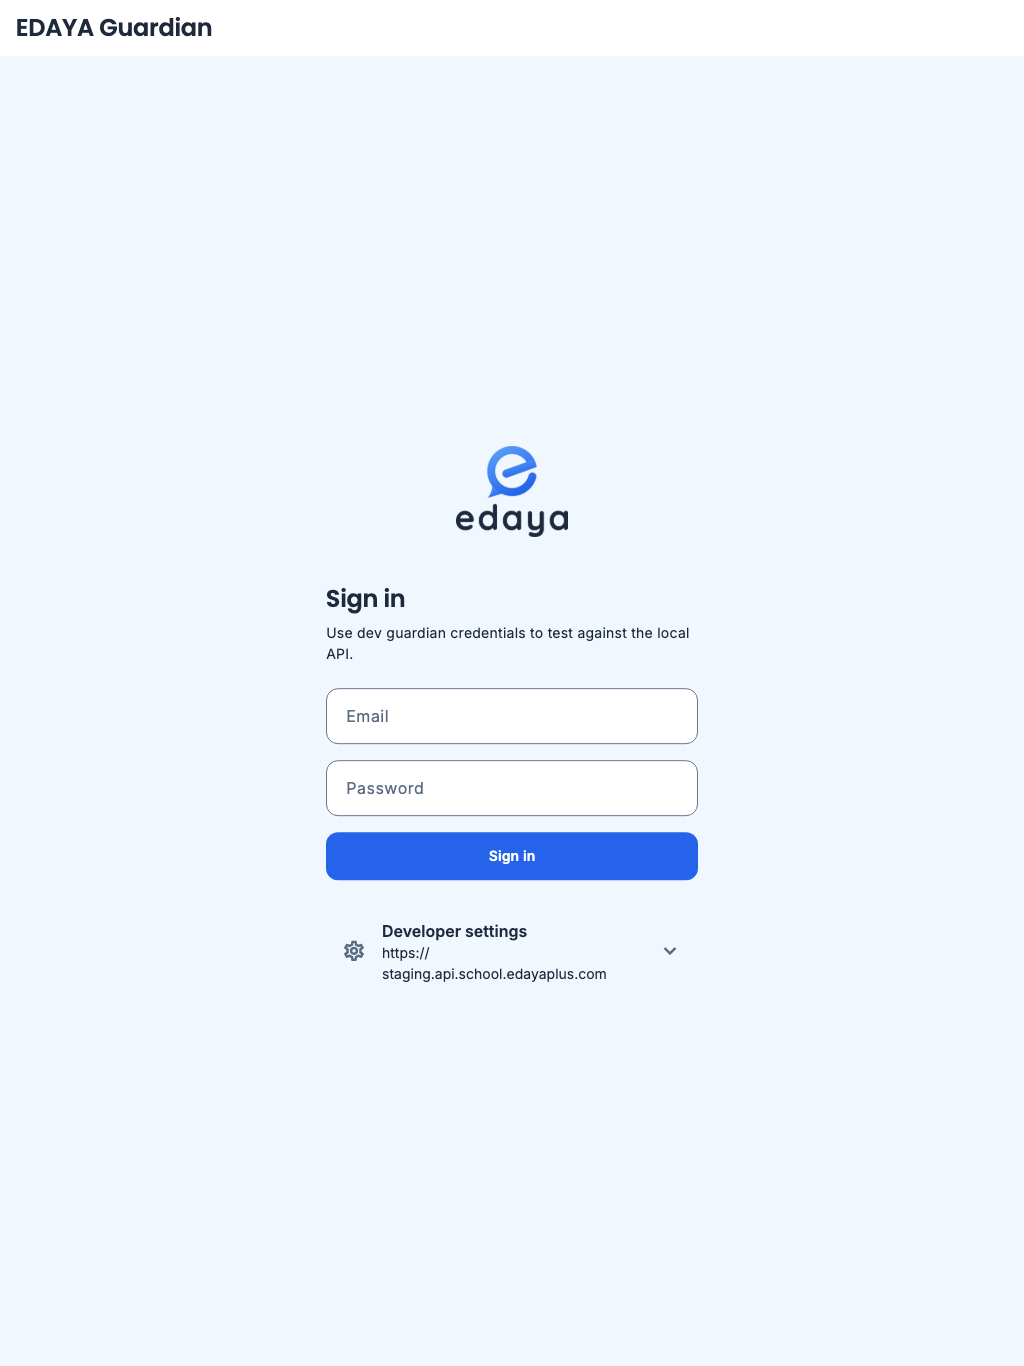 EDAYA Guardian
edaya
Sign in
Use dev guardian credentials to test against the local
API.
Email
Password
Sign in
Developer settings
https://
staging.api.school.edayaplus.com